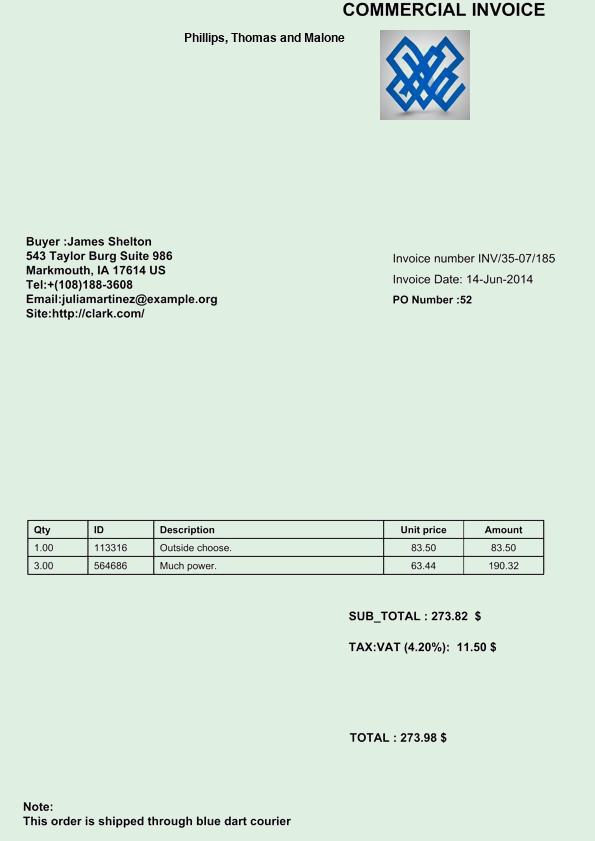 COMMERCIAL INVOICE
Phillips, Thomas and Malone
Buyer :James Shelton
543 Taylor Burg Suite 986
Markmouth, IA 17614 US
Tel:+(108)188-3608
Email:juliamartinez@example.org
Site:http://clark.com/
Invoice number INV/35-07/185
Invoice Date: 14-Jun-2014
PO Number :52
Qty ID Description Unit price Amount
1.00 113316 Outside choose. 83.50 83.50
3.00 564686 Much power. 63.44 190.32
SUB_TOTAL : 273.82 $
TAX:VAT (4.20%): 11.50 $
TOTAL : 273.98 $
Note:
This order is shipped through blue dart courier